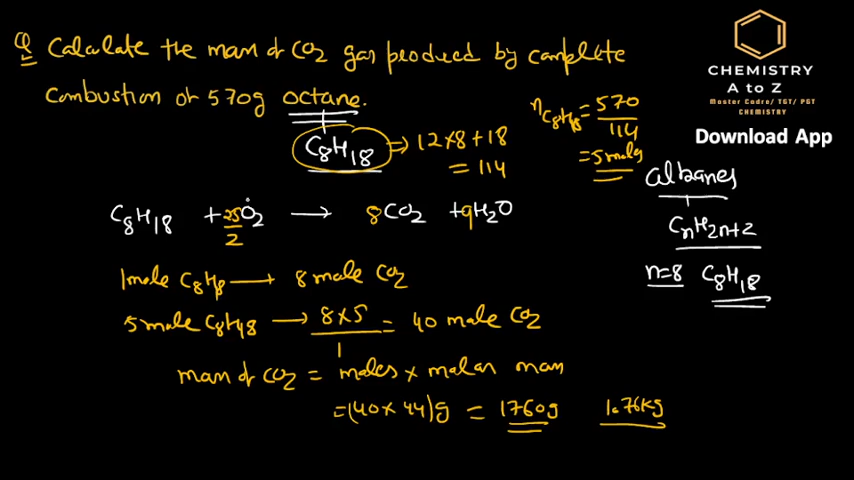 Q Calculate the mass of CO2 gas produced by complete
combustion of 570g octane.
C8H18 ⇒ 12×8+18
= 114
nC8H18 = 570/114
= 5 moles
C8H18 + 25/2 O2 → 8CO2 + 9H2O
1 mole C8H18 → 8 mole CO2
5 mole C8H18 → 8×5/1 = 40 mole CO2
mass of CO2 = moles × molar mass
= (40×44)g = 1760g 1.76Kg
CHEMISTRY
A to Z
Master Cadre/ TGT/ PGT
CHEMISTRY
Download App
alkanes
CnH2n+2
n=8 C8H18